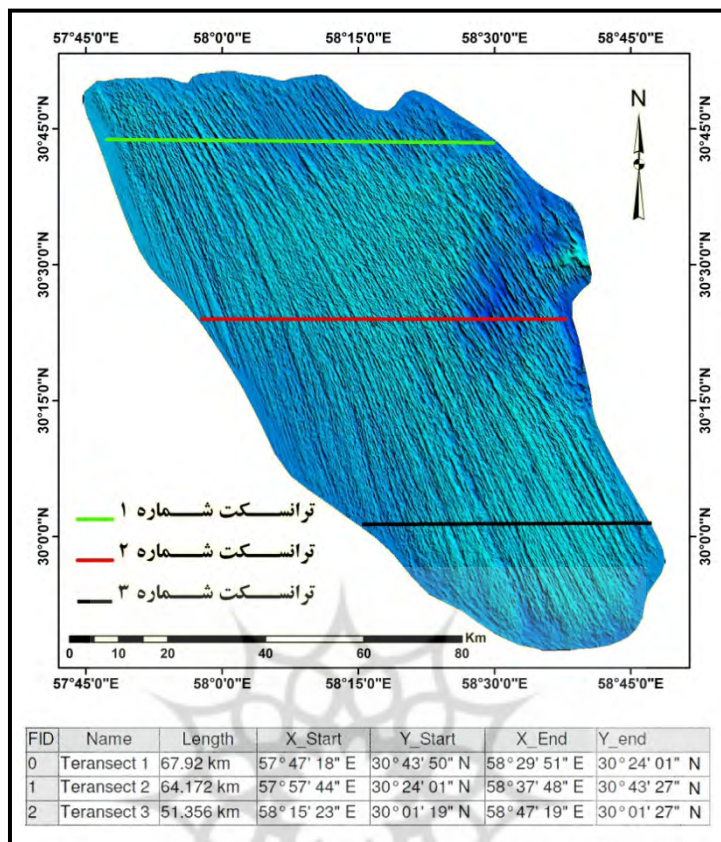 57°45'0"E 58°0'0"E 58°15'0"E 58°30'0"E 58°45'0"E
N
30°45'0"N 30°45'0"N
30°30'0"N 30°30'0"N
30°15'0"N 30°15'0"N
30°0'0"N 30°0'0"N
ترانسکت شماره ۱
ترانسکت شماره ۲
ترانسکت شماره ۳
Km
0 10 20 40 60 80
57°45'0"E 58°0'0"E 58°15'0"E 58°30'0"E 58°45'0"E
FID Name Length X_Start Y_Start X_End Y_end
0 Teransect 1 67.92 km 57°47' 18" E 30°43' 50" N 58°29' 51" E 30°24' 01" N
1 Teransect 2 64.172 km 57°57' 44" E 30°24' 01" N 58°37' 48" E 30°43' 27" N
2 Teransect 3 51.356 km 58°15' 23" E 30°01' 19" N 58°47' 19" E 30°01' 27" N